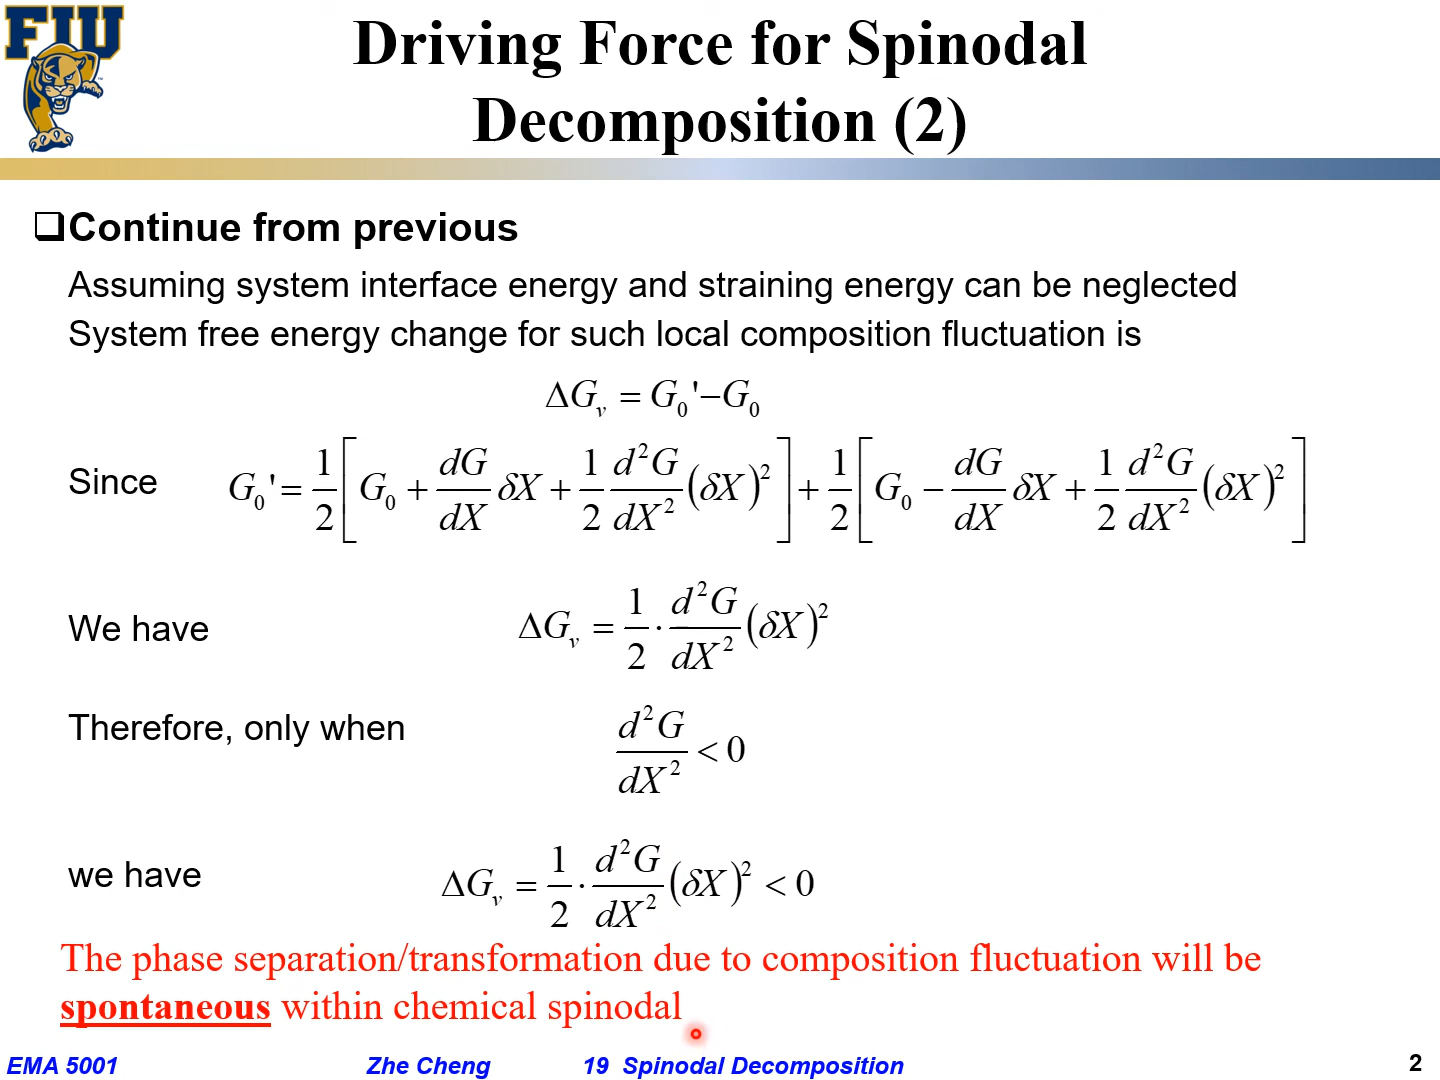 FIU
Driving Force for Spinodal
Decomposition (2)
❑Continue from previous
Assuming system interface energy and straining energy can be neglected
System free energy change for such local composition fluctuation is
ΔG_v = G_0'−G_0
Since G_0'= 1/2 [G_0 + dG/dX δX + 1/2 d²G/dX² (δX)²] + 1/2 [G_0 − dG/dX δX + 1/2 d²G/dX² (δX)²]
We have ΔG_v = 1/2 · d²G/dX² (δX)²
Therefore, only when d²G/dX² < 0
we have ΔG_v = 1/2 · d²G/dX² (δX)² < 0
The phase separation/transformation due to composition fluctuation will be
spontaneous within chemical spinodal
EMA 5001 Zhe Cheng 19 Spinodal Decomposition 2